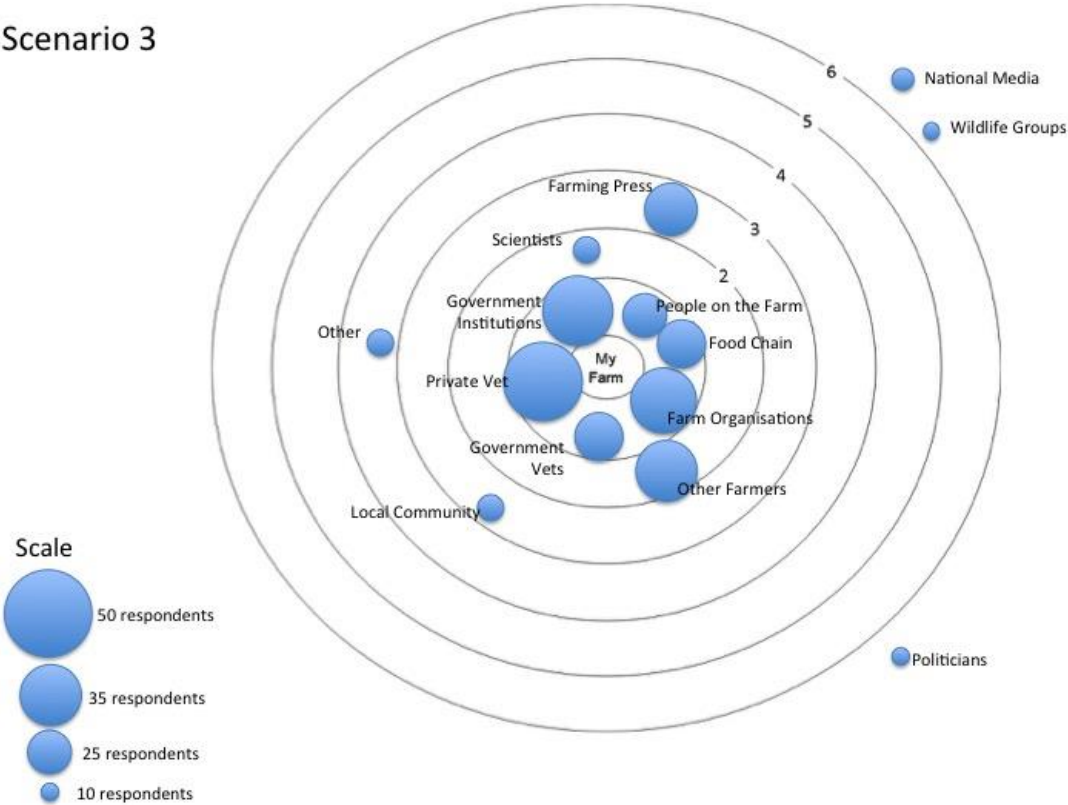 Scenario 3
6
National Media
5
Wildlife Groups
4
Farming Press
3
Scientists
2
Government
Institutions
People on the Farm
Other
Food Chain
My
Farm
Private Vet
Farm Organisations
Government
Vets
Other Farmers
Local Community
Scale
50 respondents
Politicians
35 respondents
25 respondents
10 respondents